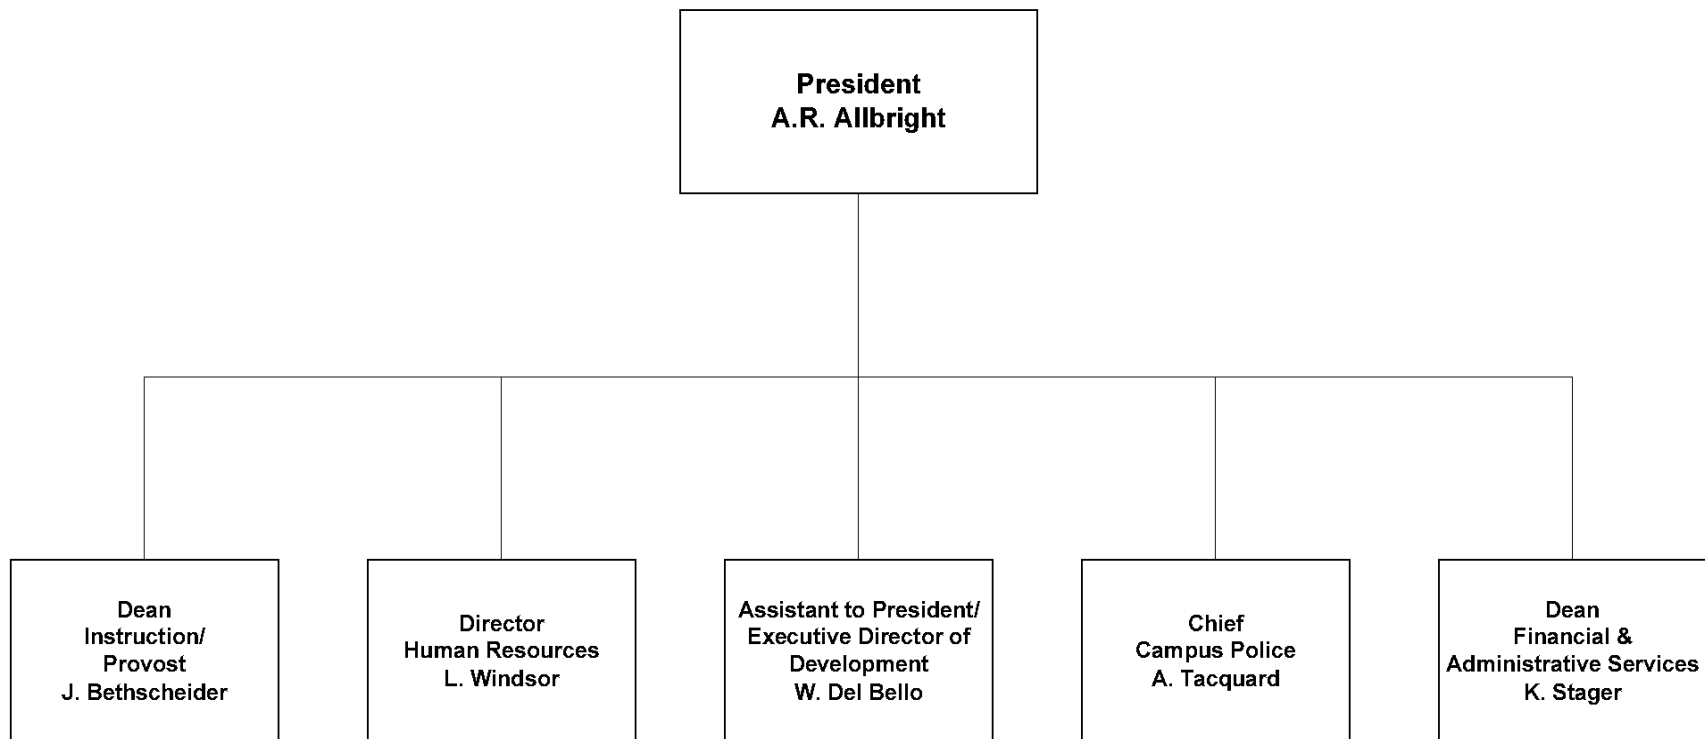 President
A.R. Allbright
Dean
Instruction/
Provost
J. Bethscheider
Director
Human Resources
L. Windsor
Assistant to President/
Executive Director of
Development
W. Del Bello
Chief
Campus Police
A. Tacquard
Dean
Financial &
Administrative Services
K. Stager